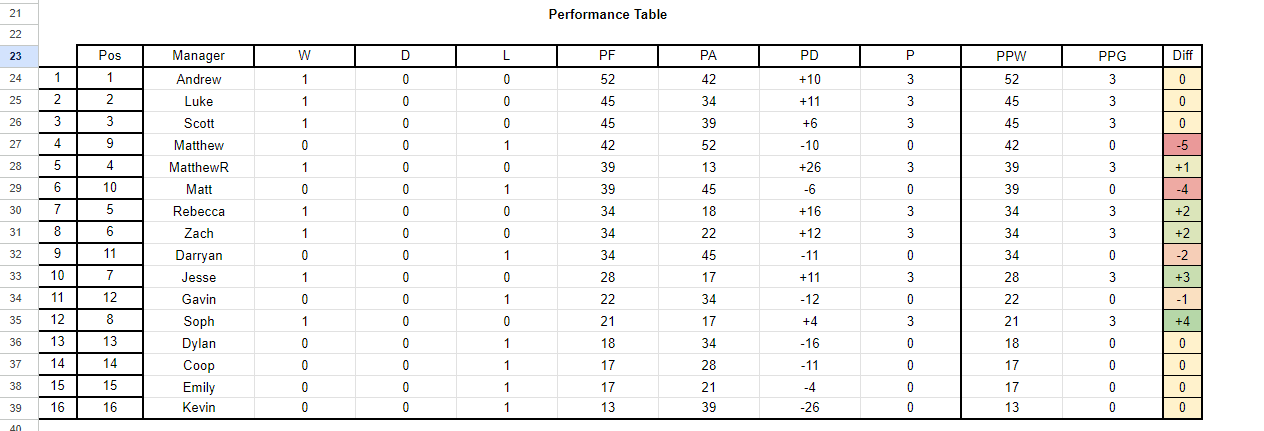 21 Performance Table
22
23 Pos Manager W D L PF PA PD P PPW PPG Diff
24 1 1 Andrew 1 0 0 52 42 +10 3 52 3 0
25 2 2 Luke 1 0 0 45 34 +11 3 45 3 0
26 3 3 Scott 1 0 0 45 39 +6 3 45 3 0
27 4 9 Matthew 0 0 1 42 52 -10 0 42 0 -5
28 5 4 MatthewR 1 0 0 39 13 +26 3 39 3 +1
29 6 10 Matt 0 0 1 39 45 -6 0 39 0 -4
30 7 5 Rebecca 1 0 0 34 18 +16 3 34 3 +2
31 8 6 Zach 1 0 0 34 22 +12 3 34 3 +2
32 9 11 Darryan 0 0 1 34 45 -11 0 34 0 -2
33 10 7 Jesse 1 0 0 28 17 +11 3 28 3 +3
34 11 12 Gavin 0 0 1 22 34 -12 0 22 0 -1
35 12 8 Soph 1 0 0 21 17 +4 3 21 3 +4
36 13 13 Dylan 0 0 1 18 34 -16 0 18 0 0
37 14 14 Coop 0 0 1 17 28 -11 0 17 0 0
38 15 15 Emily 0 0 1 17 21 -4 0 17 0 0
39 16 16 Kevin 0 0 1 13 39 -26 0 13 0 0
40